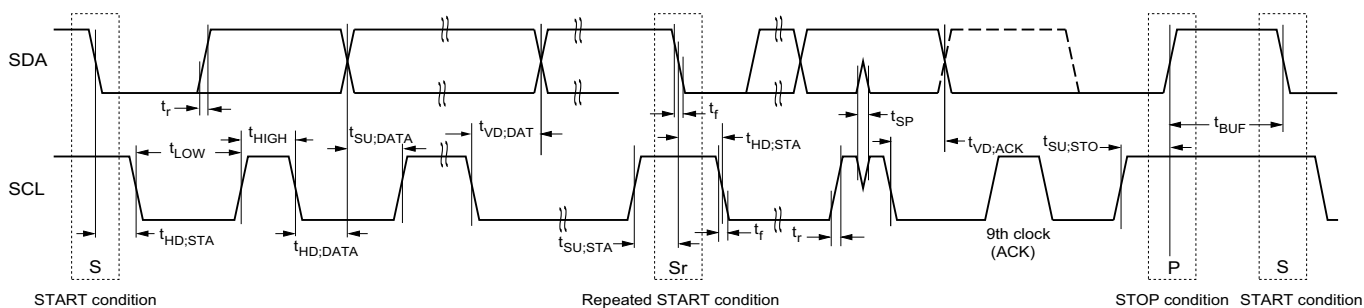 SDA
t_r
t_f
t_SP
t_LOW
t_HIGH
t_SU;DATA
t_VD;DAT
t_HD;STA
t_VD;ACK
t_SU;STO
t_BUF
SCL
t_HD;STA
t_HD;DATA
t_SU;STA
t_f
t_r
9th clock
(ACK)
S
Sr
P
S
START condition
Repeated START condition
STOP condition
START condition